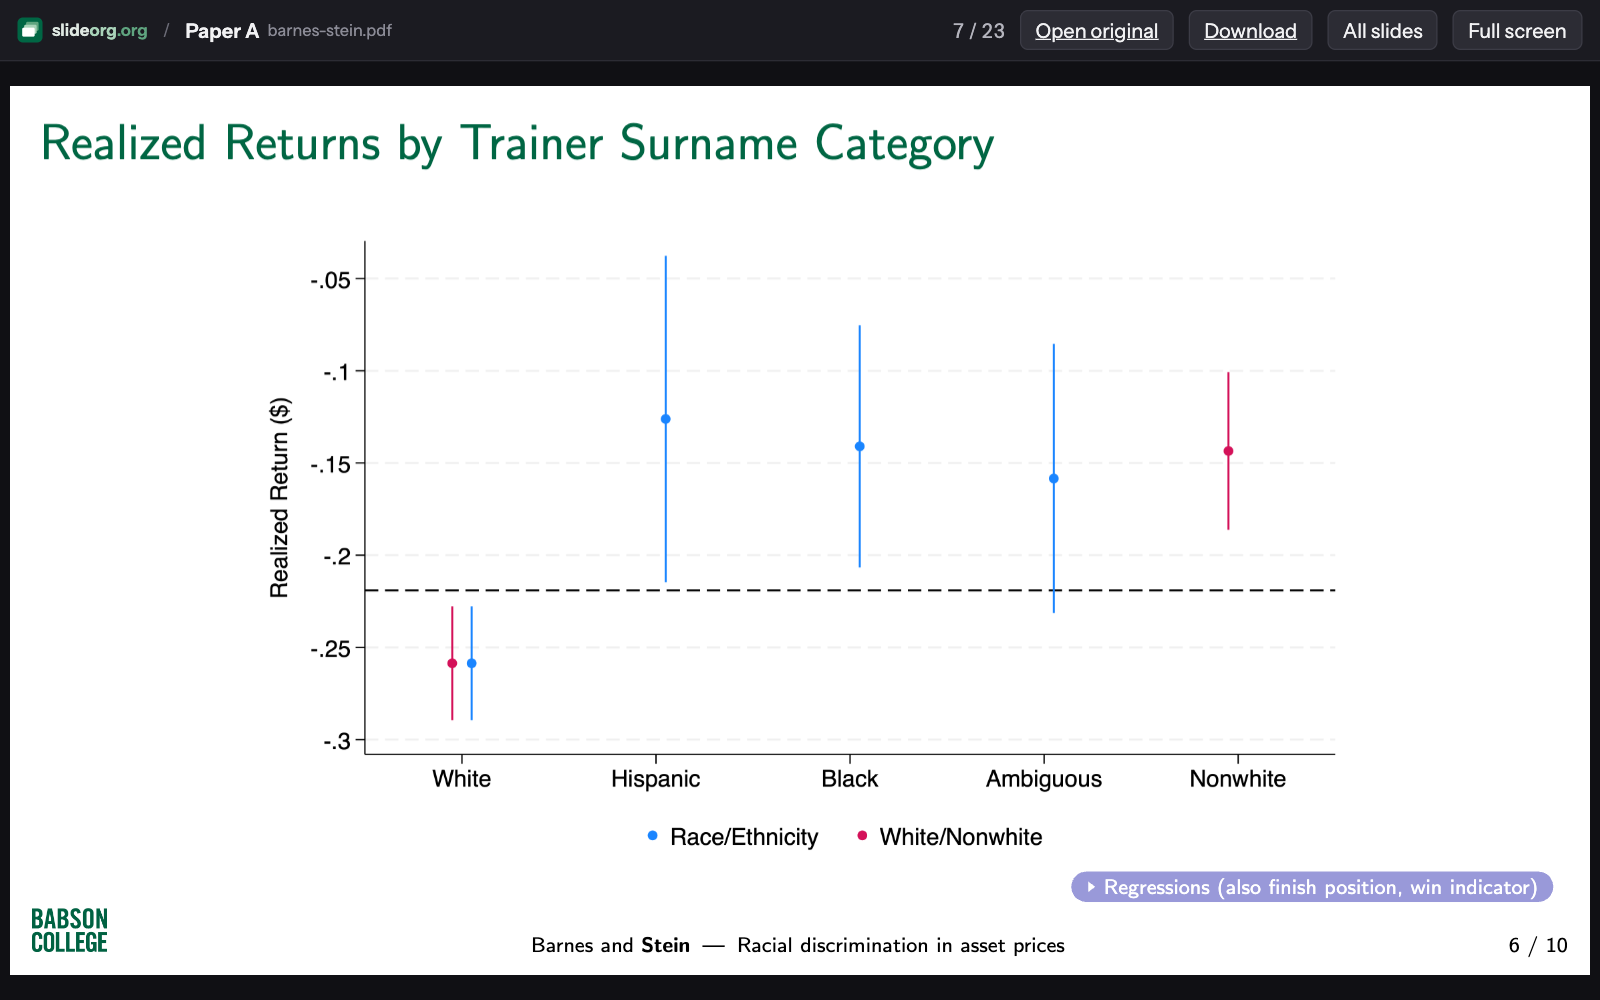 slideorg.org / Paper A barnes-stein.pdf 7 / 23 Open original Download All slides Full screen
Realized Returns by Trainer Surname Category
Realized Return ($)
-.05
-.1
-.15
-.2
-.25
-.3
White Hispanic Black Ambiguous Nonwhite
Race/Ethnicity White/Nonwhite
Regressions (also finish position, win indicator)
BABSON
COLLEGE
Barnes and Stein — Racial discrimination in asset prices 6 / 10